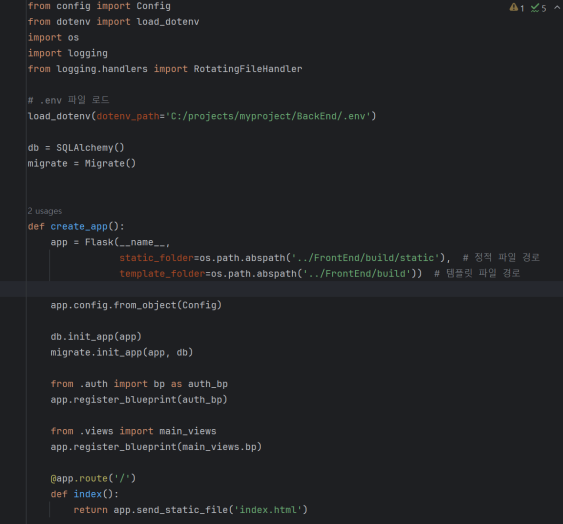 from config import Config
1 5
from dotenv import load_dotenv
import os
import logging
from logging.handlers import RotatingFileHandler
# .env 파일 로드
load_dotenv(dotenv_path='C:/projects/myproject/BackEnd/.env')
db = SQLAlchemy()
migrate = Migrate()
2 usages
def create_app():
    app = Flask(__name__,
                static_folder=os.path.abspath('../FrontEnd/build/static'),  # 정적 파일 경로
                template_folder=os.path.abspath('../FrontEnd/build'))  # 템플릿 파일 경로
    app.config.from_object(Config)
    db.init_app(app)
    migrate.init_app(app, db)
    from .auth import bp as auth_bp
    app.register_blueprint(auth_bp)
    from .views import main_views
    app.register_blueprint(main_views.bp)
    @app.route('/')
    def index():
        return app.send_static_file('index.html')